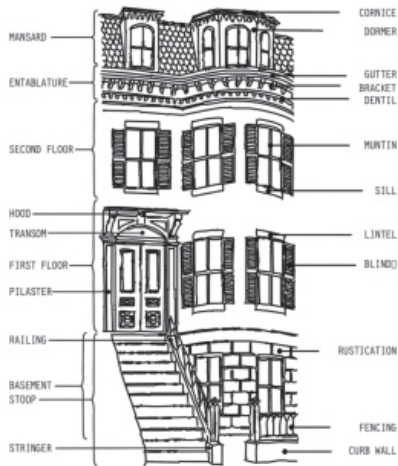 CORNICE
MANSARD
DORMER
GUTTER
ENTABLATURE
BRACKET
DENTIL
SECOND FLOOR
MUNTIN
SILL
HOOD
TRANSOM
LINTEL
FIRST FLOOR
BLIND▯
PILASTER
RAILING
RUSTICATION
BASEMENT
STOOP
FENCING
STRINGER
CURB WALL